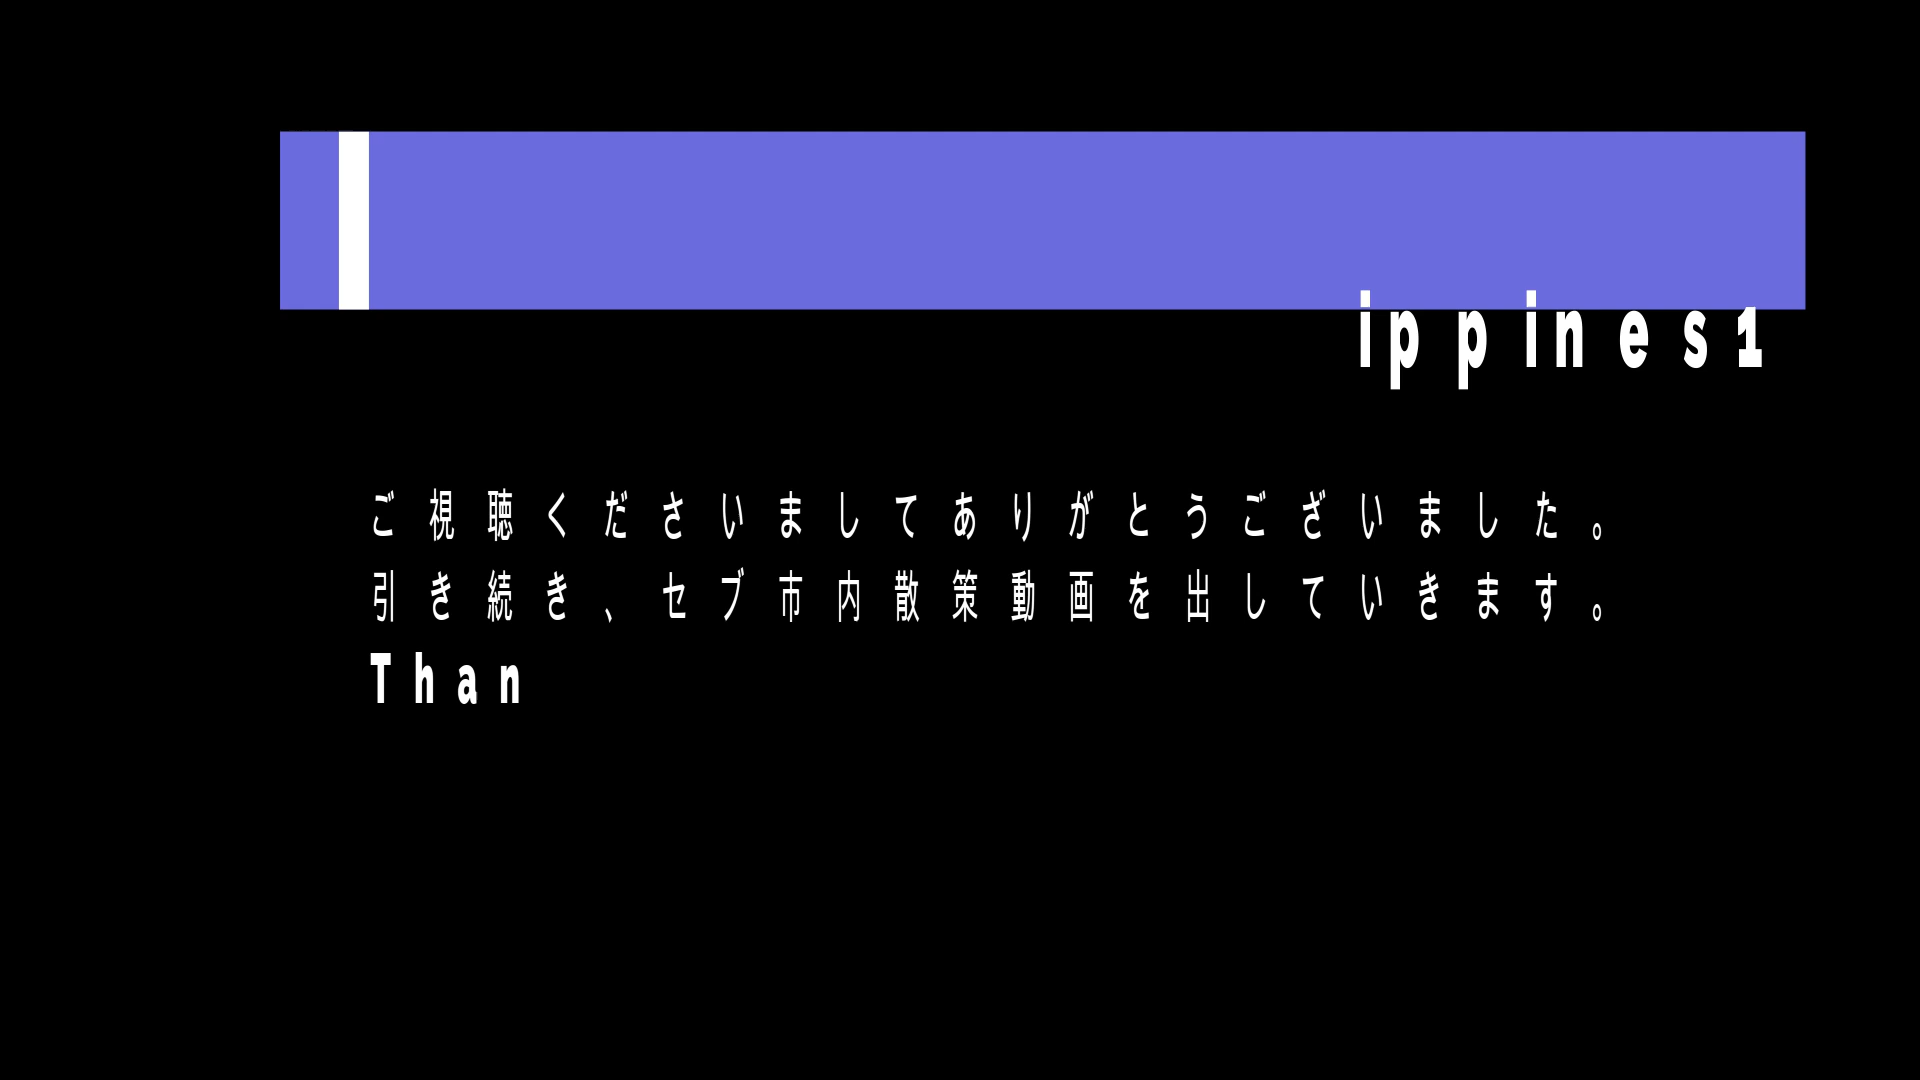 ippines1
ご視聴くださいましてありがとうございました。
引き続き、セブ市内散策動画を出していきます。
Than